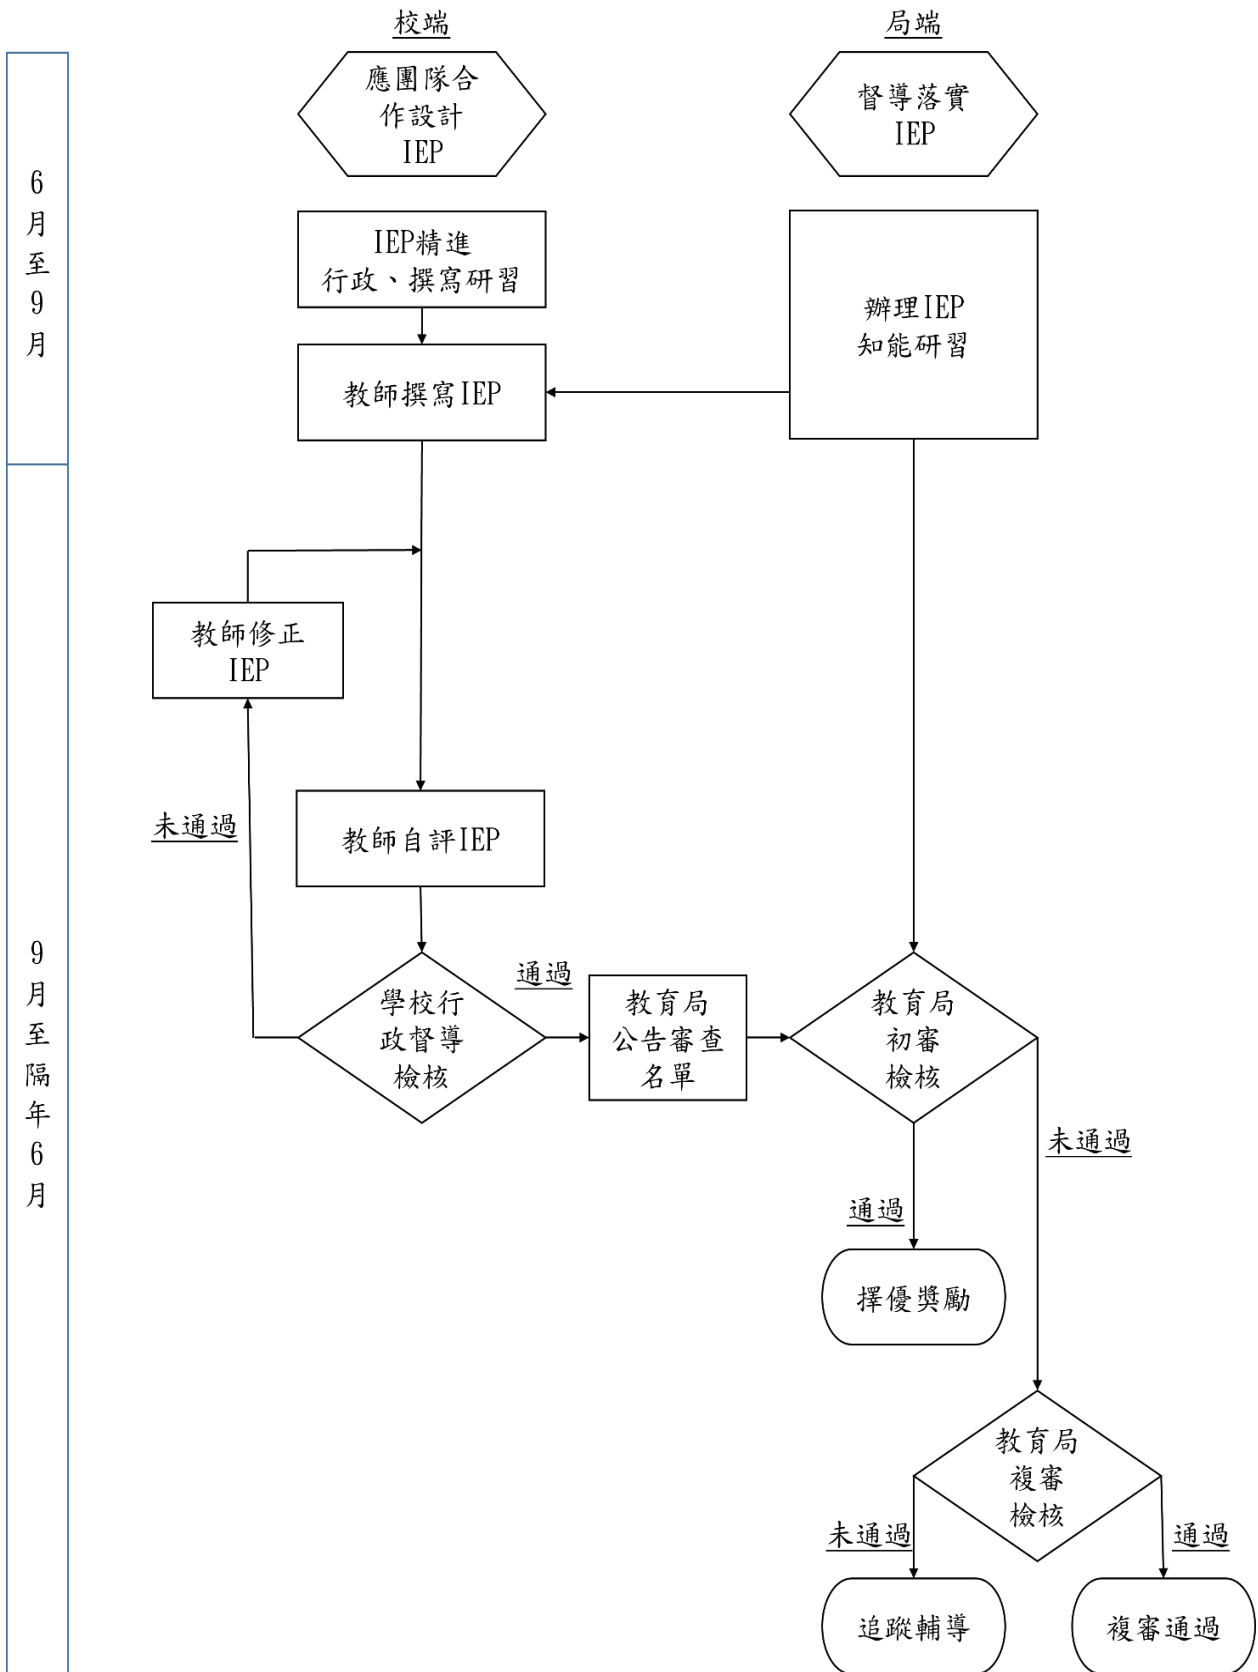 校端
局端
應團隊合
作設計
IEP
督導落實
IEP
6
月
至
9
月
IEP精進
行政、撰寫研習
辦理IEP
知能研習
教師撰寫IEP
教師修正
IEP
未通過
教師自評IEP
9
月
至
隔
年
6
月
學校行
政督導
檢核
通過
教育局
公告審查
名單
教育局
初審
檢核
未通過
通過
擇優獎勵
教育局
複審
檢核
未通過
通過
追蹤輔導
複審通過